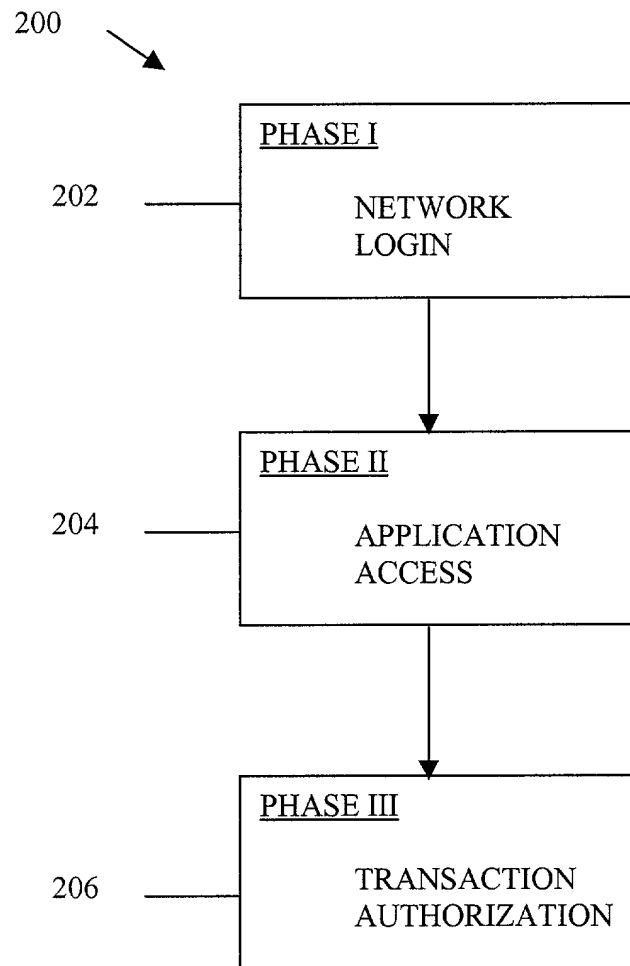 200
PHASE I
202
NETWORK
LOGIN
PHASE II
204
APPLICATION
ACCESS
PHASE III
206
TRANSACTION
AUTHORIZATION